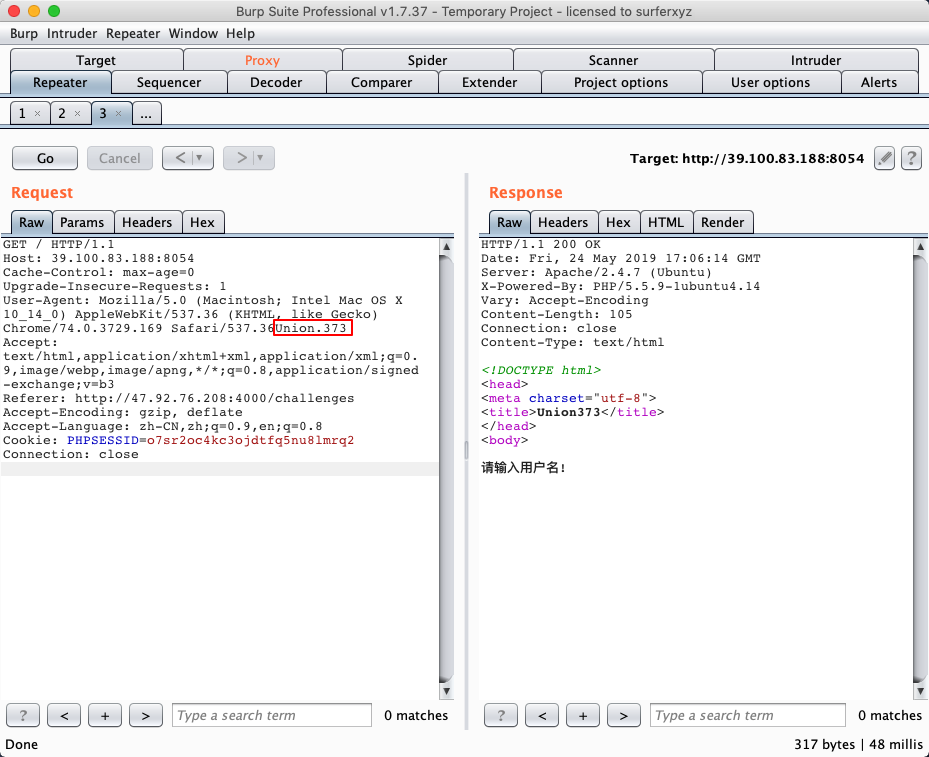 Burp Suite Professional v1.7.37 - Temporary Project - licensed to surferxyz
Burp Intruder Repeater Window Help
Target Proxy Spider Scanner Intruder
Repeater Sequencer Decoder Comparer Extender Project options User options Alerts
1 × 2 × 3 × ...
Go Cancel < | ▼ > | ▼ Target: http://39.100.83.188:8054 ?
Request
Raw Params Headers Hex
GET / HTTP/1.1
Host: 39.100.83.188:8054
Cache-Control: max-age=0
Upgrade-Insecure-Requests: 1
User-Agent: Mozilla/5.0 (Macintosh; Intel Mac OS X
10_14_0) AppleWebKit/537.36 (KHTML, like Gecko)
Chrome/74.0.3729.169 Safari/537.36Union.373
Accept:
text/html,application/xhtml+xml,application/xml;q=0.
9,image/webp,image/apng,*/*;q=0.8,application/signed
-exchange;v=b3
Referer: http://47.92.76.208:4000/challenges
Accept-Encoding: gzip, deflate
Accept-Language: zh-CN,zh;q=0.9,en;q=0.8
Cookie: PHPSESSID=o7sr2oc4kc3ojdtfq5nu8lmrq2
Connection: close
? < + > Type a search term 0 matches
Response
Raw Headers Hex HTML Render
HTTP/1.1 200 OK
Date: Fri, 24 May 2019 17:06:14 GMT
Server: Apache/2.4.7 (Ubuntu)
X-Powered-By: PHP/5.5.9-1ubuntu4.14
Vary: Accept-Encoding
Content-Length: 105
Connection: close
Content-Type: text/html
<!DOCTYPE html>
<head>
<meta charset="utf-8">
<title>Union373</title>
</head>
<body>
请输入用户名!
? < + > Type a search term 0 matches
Done 317 bytes | 48 millis